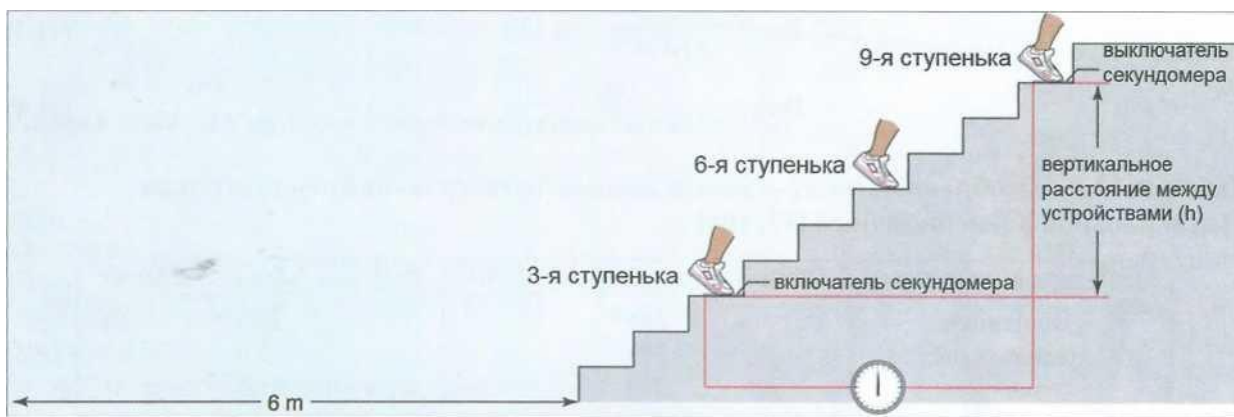 9-я ступенька
выключатель
секундомера
6-я ступенька
вертикальное
расстояние между
устройствами (h)
3-я ступенька
включатель секундомера
6 m